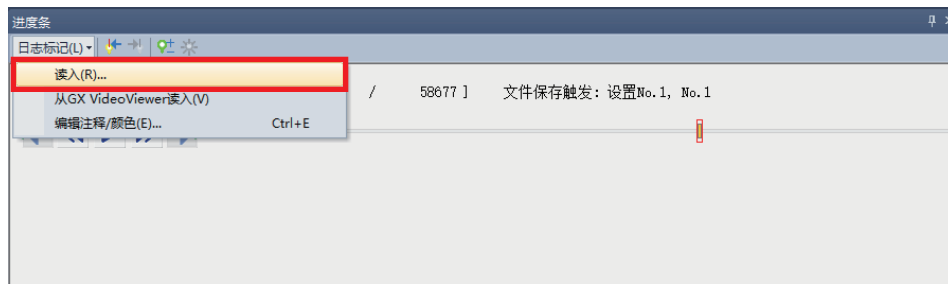 进度条
日志标记(L)
读入(R)...
从GX VideoViewer读入(V)
编辑注释/颜色(E)... Ctrl+E
/ 58677 ] 文件保存触发: 设置No.1, No.1